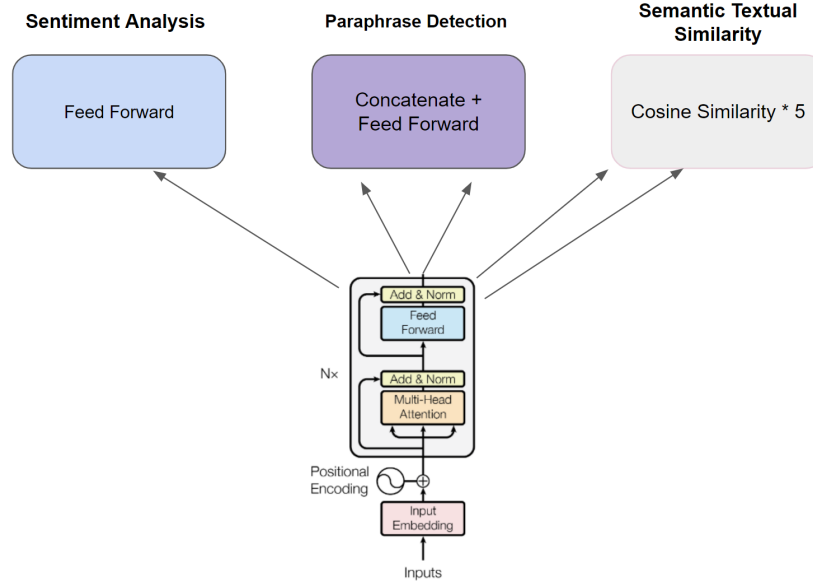 Sentiment Analysis
Paraphrase Detection
Semantic Textual
Similarity
Feed Forward
Concatenate +
Feed Forward
Cosine Similarity * 5
Add & Norm
Feed
Forward
Nx
Add & Norm
Multi-Head
Attention
Positional
Encoding
Input
Embedding
Inputs